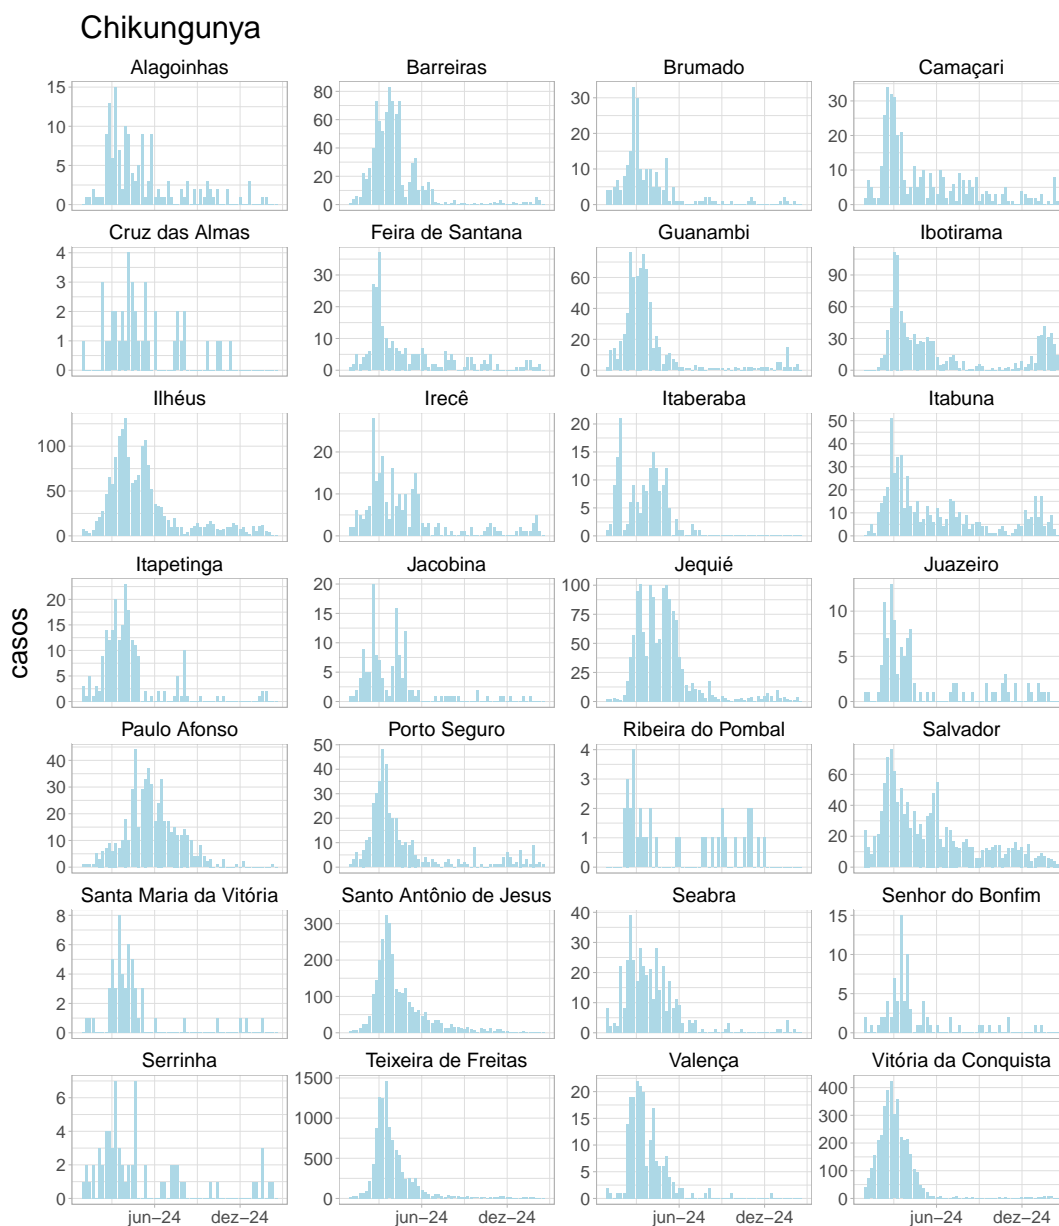 Chikungunya
Alagoinhas Barreiras Brumado Camaçari
15 80 30 30
10 60 20 20
5 40 10 10
0 20 0 0
0
Cruz das Almas Feira de Santana Guanambi Ibotirama
4 30 60 90
3 20 40 60
2 10 20 30
1 0 0 0
0
Ilhéus Irecê Itaberaba Itabuna
100 20 20 50
50 10 15 40
0 0 10 30
5 20
0 10
0
Itapetinga Jacobina Jequié Juazeiro
20 20 100 10
15 15 75 5
10 10 50 0
5 5 25
0 0 0
casos
Paulo Afonso Porto Seguro Ribeira do Pombal Salvador
40 50 4 60
30 40 3 40
20 30 2 20
10 20 1 0
0 10 0
0
Santa Maria da Vitória Santo Antônio de Jesus Seabra Senhor do Bonfim
8 300 40 15
6 200 30 10
4 100 20 5
2 0 10 0
0 0
Serrinha Teixeira de Freitas Valença Vitória da Conquista
6 1500 20 400
4 1000 15 300
2 500 10 200
0 0 5 100
0 0
jun–24 dez–24 jun–24 dez–24 jun–24 dez–24 jun–24 dez–24